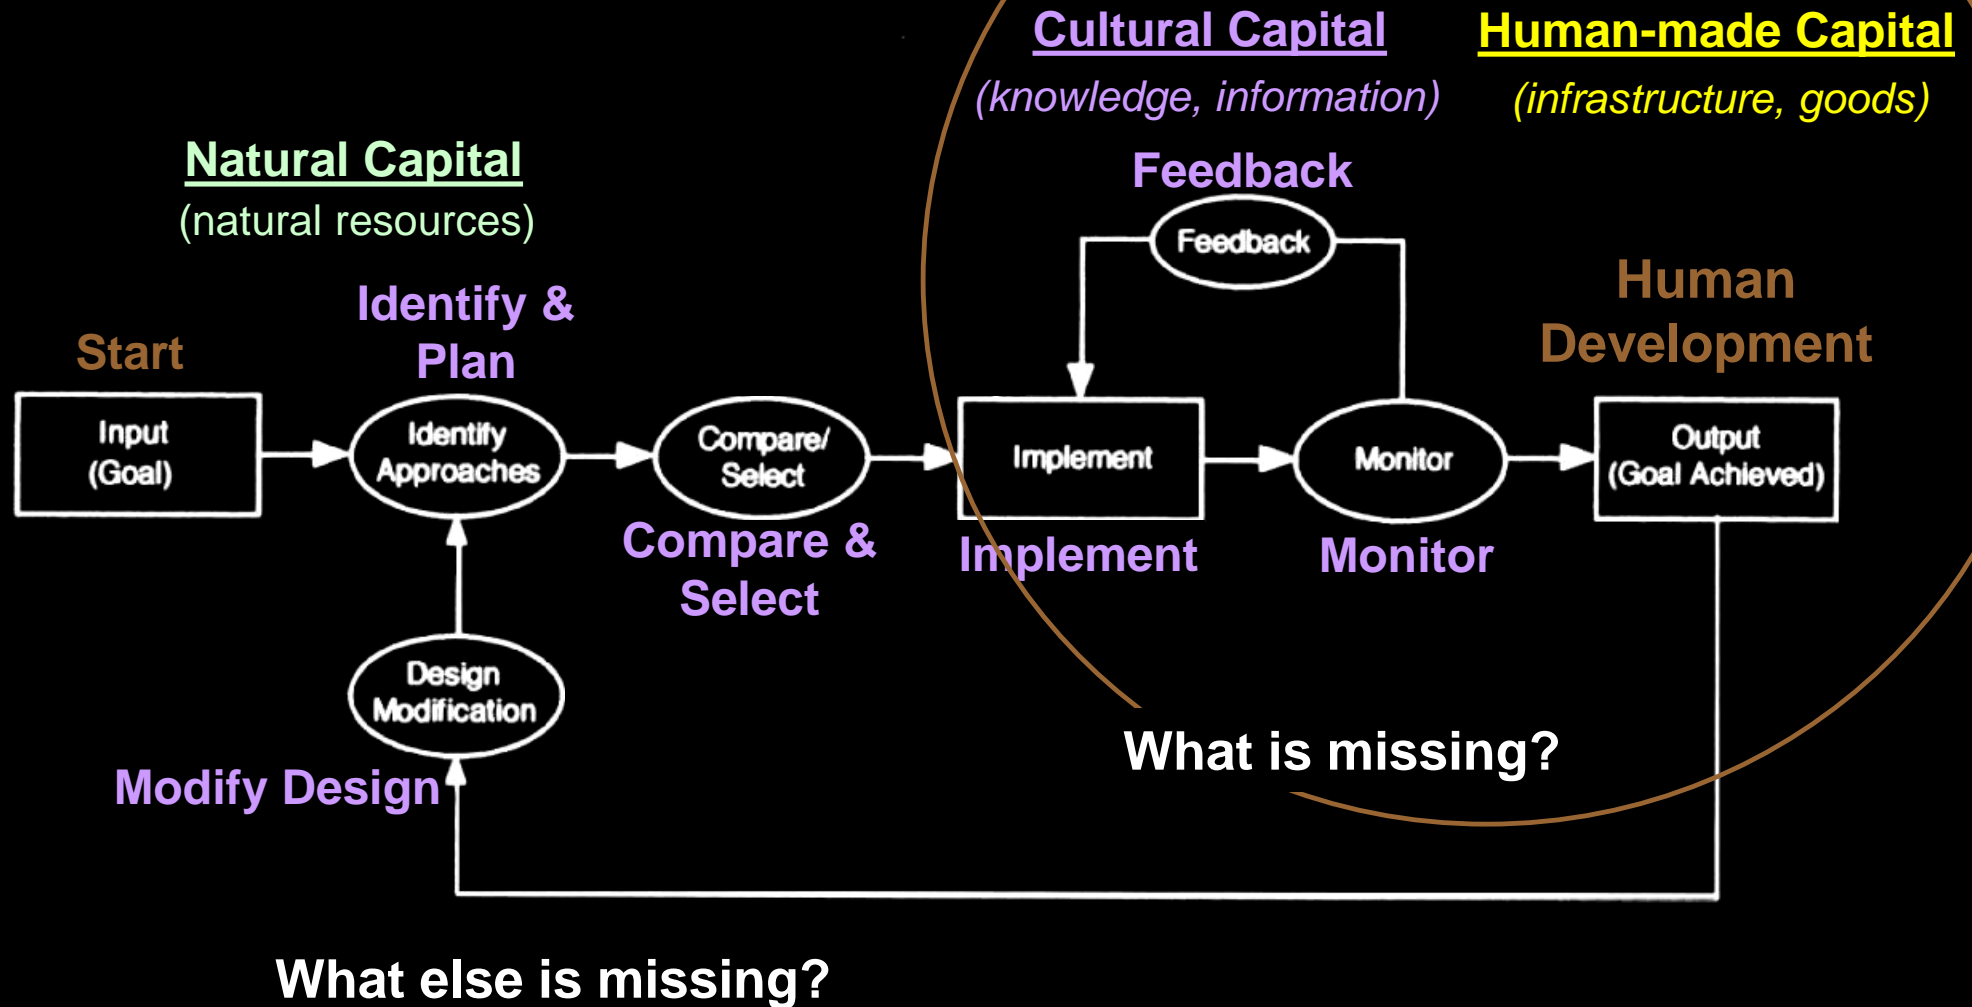 Cultural Capital
(knowledge, information)
Human-made Capital
(infrastructure, goods)
Natural Capital
(natural resources)
Feedback
Feedback
Human
Development
Identify &
Plan
Start
Input
(Goal)
Identify
Approaches
Compare/
Select
Implement
Monitor
Output
(Goal Achieved)
Compare &
Select
Implement
Monitor
Design
Modification
Modify Design
What is missing?
What else is missing?